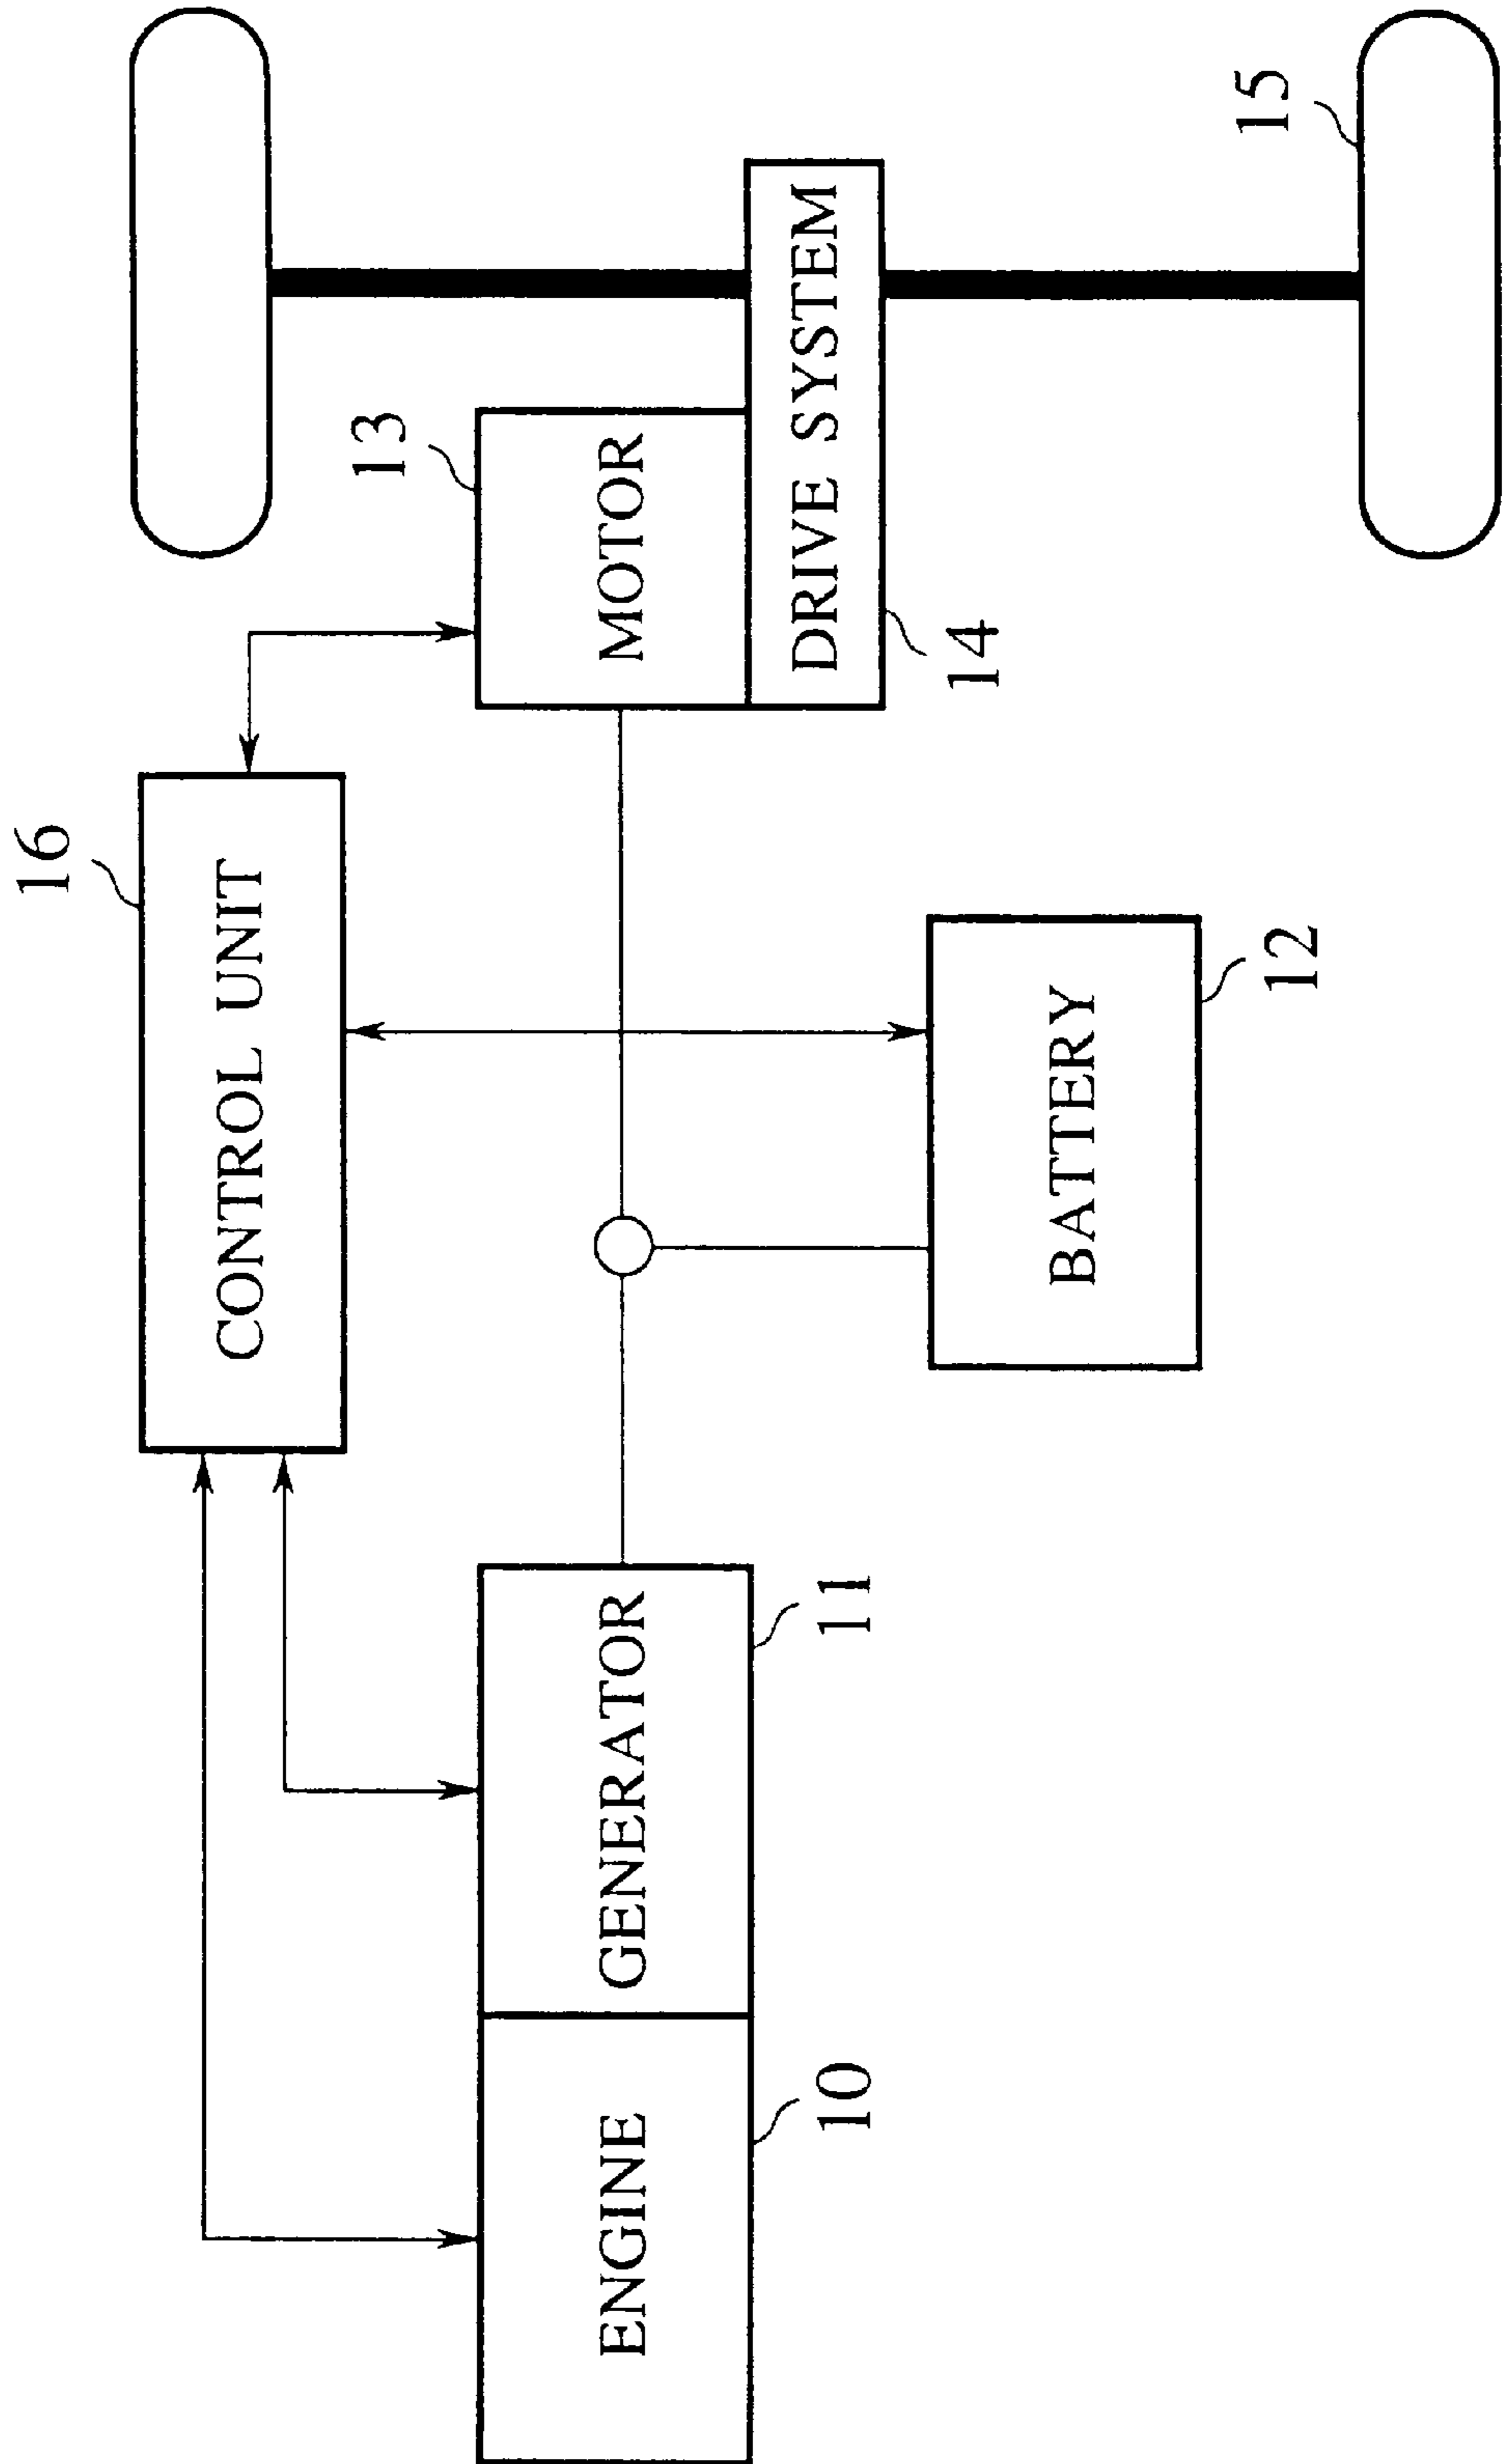 16
CONTROL UNIT
13
MOTOR
ENGINE
GENERATOR
DRIVE SYSTEM
10
11
14
BATTERY
12
15